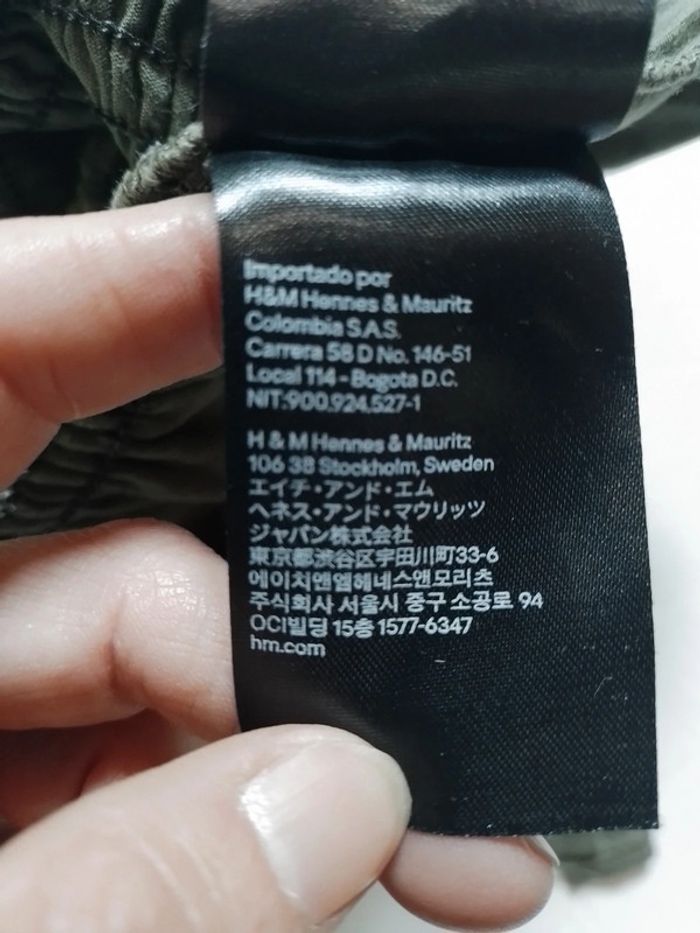 Importado por
H&M Hennes & Mauritz
Colombia S.A.S.
Carrera 58 D No. 146-51
Local 114 - Bogota D.C.
NIT:900.924.527-1
H & M Hennes & Mauritz
106 38 Stockholm, Sweden
エイチ・アンド・エム
ヘネス・アンド・マウリッツ
ジャパン株式会社
東京都渋谷区宇田川町33-6
에이치앤엠헤네스앤모리츠
주식회사 서울시 중구 소공로 94
OCI빌딩 15층 1577-6347
hm.com